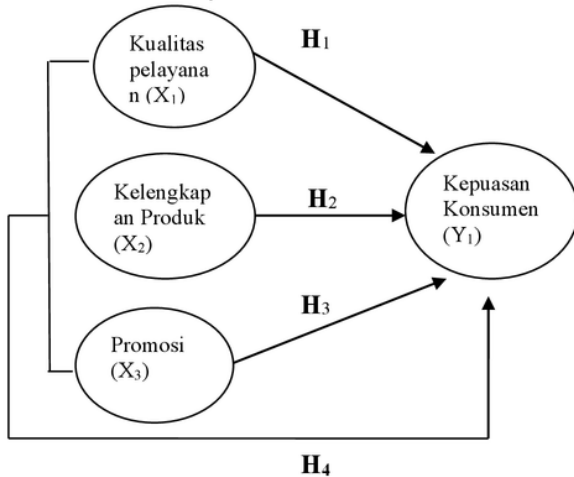 Kualitas
pelayana
n (X₁)
H₁
Kelengkap
an Produk
(X₂)
H₂
Kepuasan
Konsumen
(Y₁)
H₃
Promosi
(X₃)
H₄